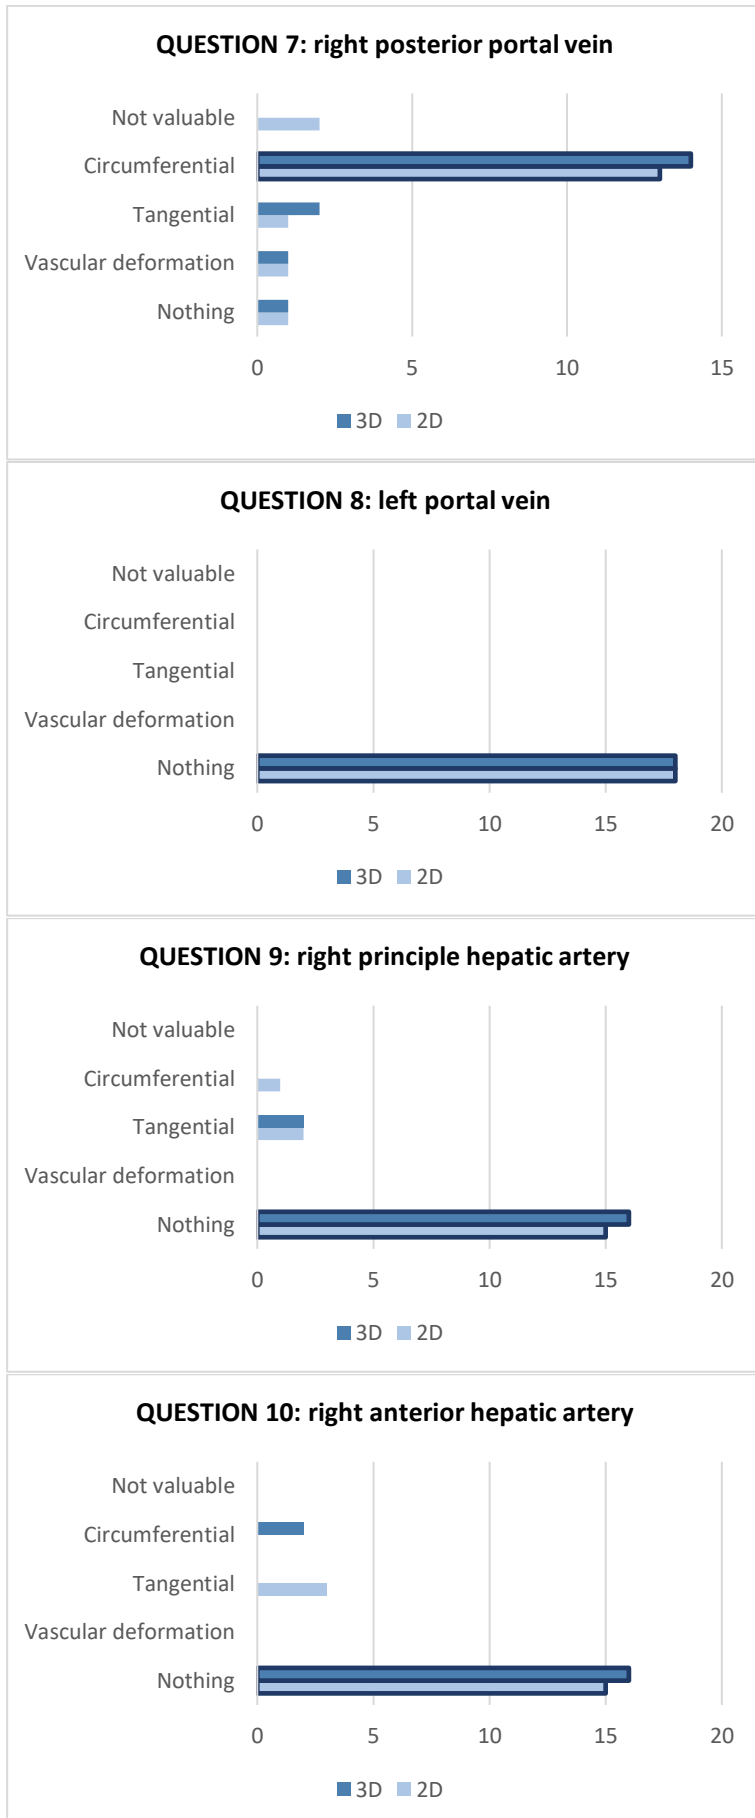 QUESTION 7: right posterior portal vein
Not valuable
Circumferential
Tangential
Vascular deformation
Nothing
0 5 10 15
3D 2D
QUESTION 8: left portal vein
Not valuable
Circumferential
Tangential
Vascular deformation
Nothing
0 5 10 15 20
3D 2D
QUESTION 9: right principle hepatic artery
Not valuable
Circumferential
Tangential
Vascular deformation
Nothing
0 5 10 15 20
3D 2D
QUESTION 10: right anterior hepatic artery
Not valuable
Circumferential
Tangential
Vascular deformation
Nothing
0 5 10 15 20
3D 2D